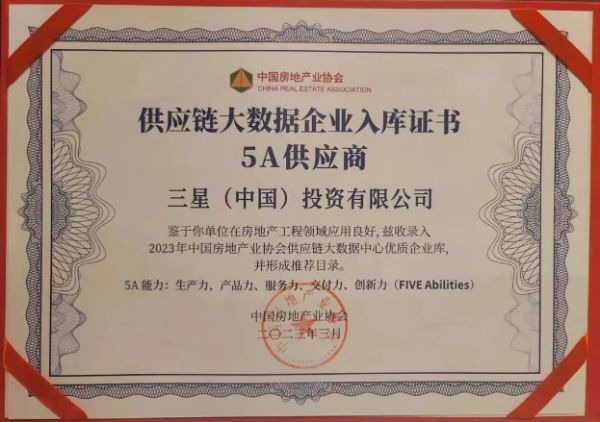 中国房地产业协会
CHINA REAL ESTATE ASSOCIATION
供应链大数据企业入库证书
5A供应商
三星（中国）投资有限公司
鉴于你单位在房地产工程领域应用良好，兹收录入
2023年中国房地产业协会供应链大数据中心优质企业库，
并形成推荐目录。
5A 能力：生产力、产品力、服务力、交付力、创新力（FIVE Abilities）
中国房地产业协会
二〇二三年三月